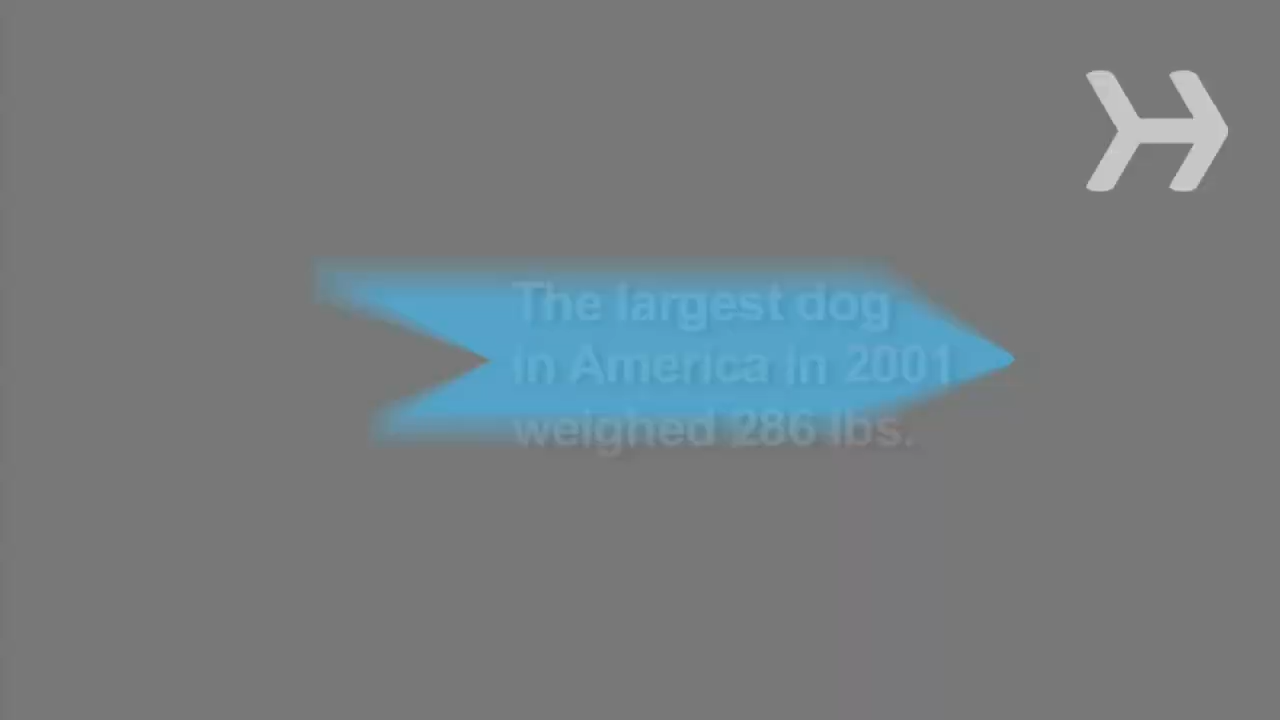 The largest dog
in America in 2001
weighed 286 lbs.